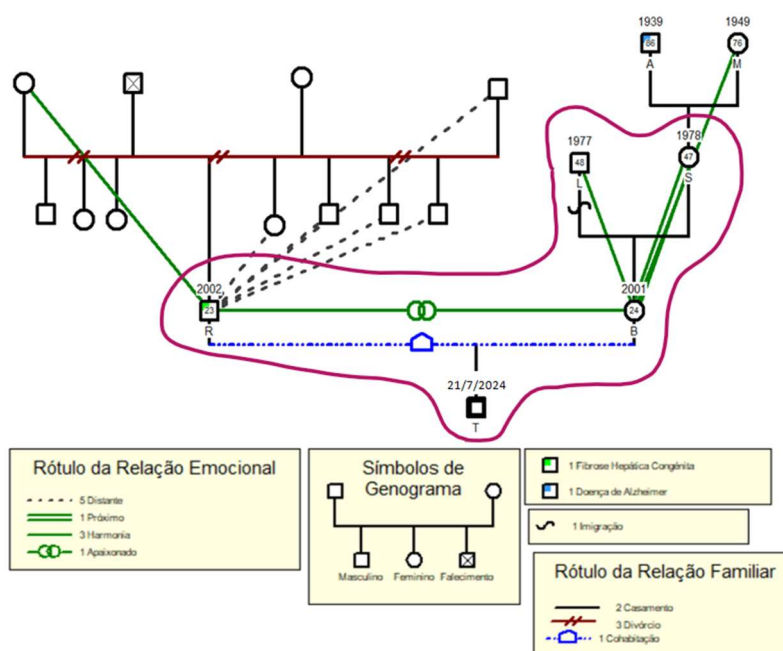 1939
1949
86
76
A
M
1977
1978
48
47
L
S
2002
2001
23
24
R
B
21/7/2024
T
Rótulo da Relação Emocional
5 Distante
1 Próximo
3 Harmonia
1 Apaixonado
Símbolos de
Genograma
Masculino
Feminino
Falecimento
1 Fibrose Hepática Congénita
1 Doença de Alzheimer
1 Imigração
Rótulo da Relação Familiar
2 Casamento
3 Divórcio
1 Cohabitação